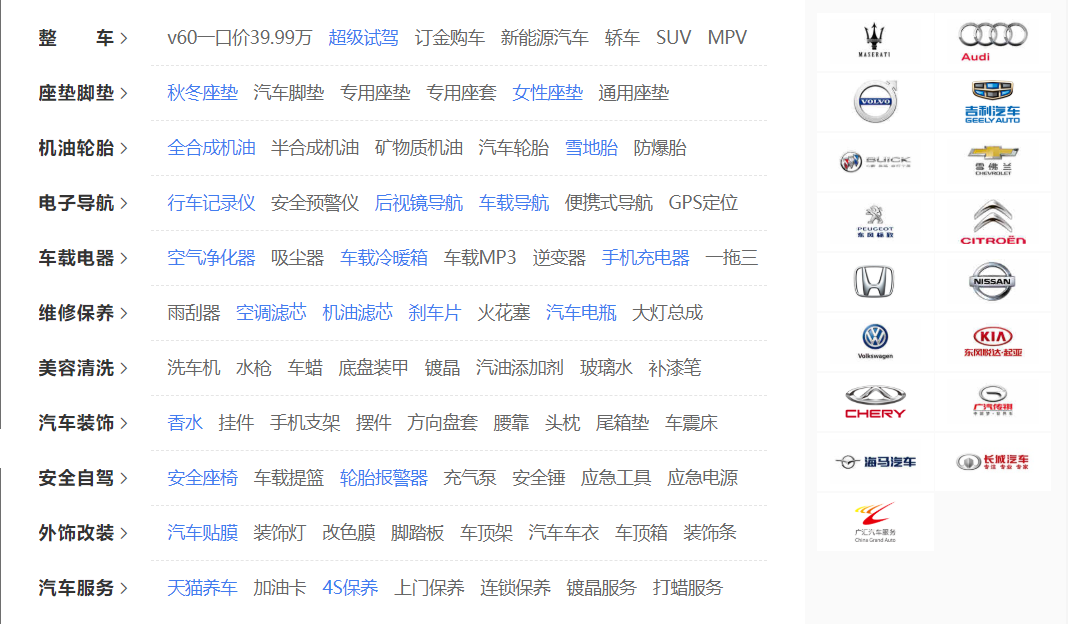 整 车 > v60一口价39.99万 超级试驾 订金购车 新能源汽车 轿车 SUV MPV
座垫脚垫 > 秋冬座垫 汽车脚垫 专用座垫 专用座套 女性座垫 通用座垫
机油轮胎 > 全合成机油 半合成机油 矿物质机油 汽车轮胎 雪地胎 防爆胎
电子导航 > 行车记录仪 安全预警仪 后视镜导航 车载导航 便携式导航 GPS定位
车载电器 > 空气净化器 吸尘器 车载冷暖箱 车载MP3 逆变器 手机充电器 一拖三
维修保养 > 雨刮器 空调滤芯 机油滤芯 刹车片 火花塞 汽车电瓶 大灯总成
美容清洗 > 洗车机 水枪 车蜡 底盘装甲 镀晶 汽油添加剂 玻璃水 补漆笔
汽车装饰 > 香水 挂件 手机支架 摆件 方向盘套 腰靠 头枕 尾箱垫 车震床
安全自驾 > 安全座椅 车载提篮 轮胎报警器 充气泵 安全锤 应急工具 应急电源
外饰改装 > 汽车贴膜 装饰灯 改色膜 脚踏板 车顶架 汽车车衣 车顶箱 装饰条
汽车服务 > 天猫养车 加油卡 4S保养 上门保养 连锁保养 镀晶服务 打蜡服务
MASERATI
Audi
VOLVO
吉利汽车
GEELY AUTO
BUICK
雪佛兰
CHEVROLET
PEUGEOT
东风标致
CITROËN
NISSAN
Volkswagen
KIA
东风悦达·起亚
CHERY
广汽传祺
海马汽车
长城汽车
专注 专业 专家
广汇汽车服务
China Grand Auto